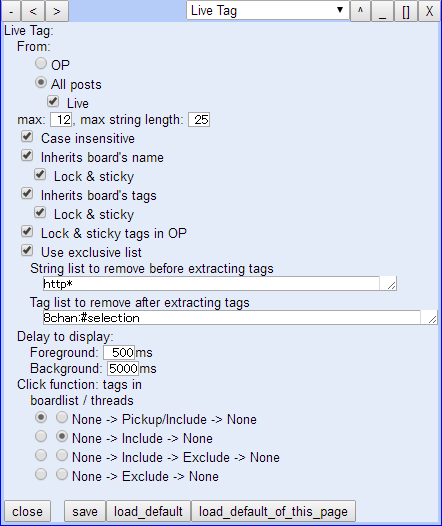 - < > Live Tag ^ _ [] X
Live Tag:
From:
OP
All posts
Live
max: 12, max string length: 25
Case insensitive
Inherits board's name
Lock & sticky
Inherits board's tags
Lock & sticky
Lock & sticky tags in OP
Use exclusive list
String list to remove before extracting tags
http*
Tag list to remove after extracting tags
8chan:#selection
Delay to display:
Foreground: 500ms
Background: 5000ms
Click function: tags in
boardlist / threads
None -> Pickup/Include -> None
None -> Include -> None
None -> Include -> Exclude -> None
None -> Exclude -> None
close save load_default load_default_of_this_page